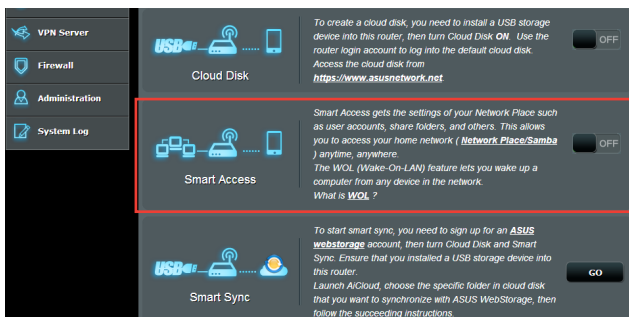 VPN Server
Firewall
Administration
System Log
USB
Cloud Disk
To create a cloud disk, you need to install a USB storage
device into this router, then turn Cloud Disk ON. Use the
router login account to log into the default cloud disk.
Access the cloud disk from
https://www.asusnetwork.net.
OFF
Smart Access
Smart Access gets the settings of your Network Place such
as user accounts, share folders, and others. This allows
you to access your home network ( Network Place/Samba
) anytime, anywhere.
The WOL (Wake-On-LAN) feature lets you wake up a
computer from any device in the network.
What is WOL ?
OFF
USB
Smart Sync
To start smart sync, you need to sign up for an ASUS
webstorage account, then turn Cloud Disk and Smart
Sync. Ensure that you installed a USB storage device into
this router.
Launch AiCloud, choose the specific folder in cloud disk
that you want to synchronize with ASUS WebStorage, then
follow the succeeding instructions.
GO